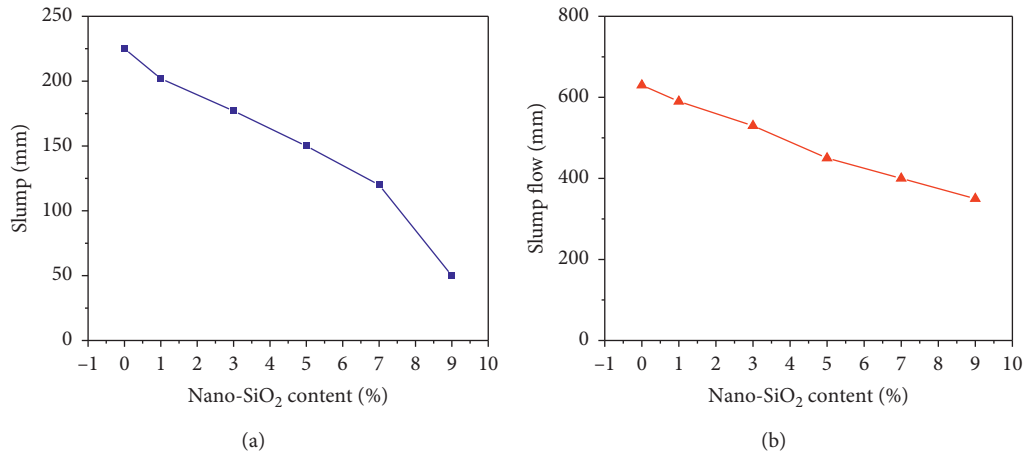 250
200
150
100
50
0
Slump (mm)
−1 0 1 2 3 4 5 6 7 8 9 10
Nano-SiO₂ content (%)
(a)
800
600
400
200
0
Slump flow (mm)
−1 0 1 2 3 4 5 6 7 8 9 10
Nano-SiO₂ content (%)
(b)